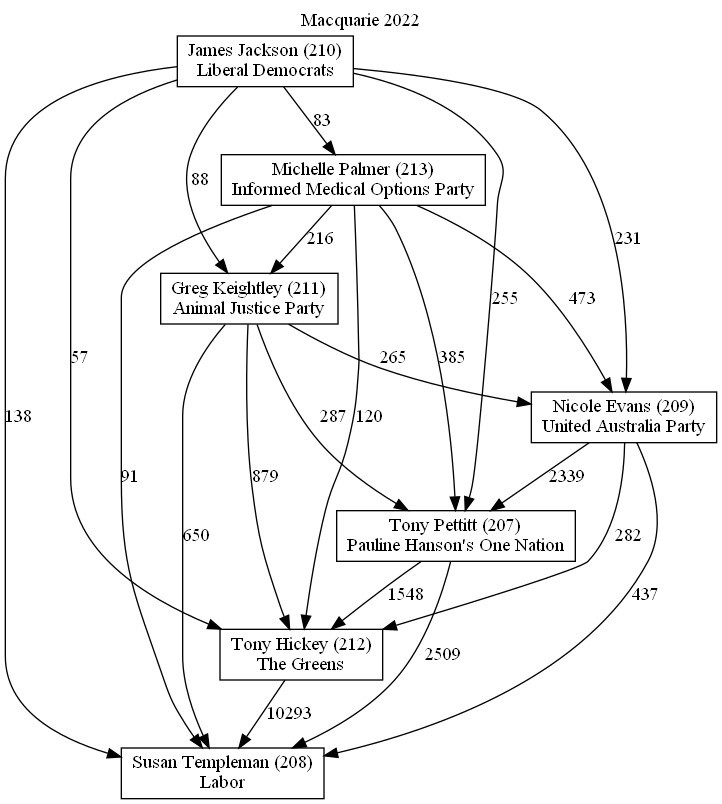 Macquarie 2022
James Jackson (210)
Liberal Democrats
83
Michelle Palmer (213)
Informed Medical Options Party
88
231
216
Greg Keightley (211)
Animal Justice Party
255
473
57
265
385
138
Nicole Evans (209)
United Australia Party
287
120
91
879
2339
Tony Pettitt (207)
Pauline Hanson's One Nation
650
282
1548
437
Tony Hickey (212)
The Greens
2509
10293
Susan Templeman (208)
Labor